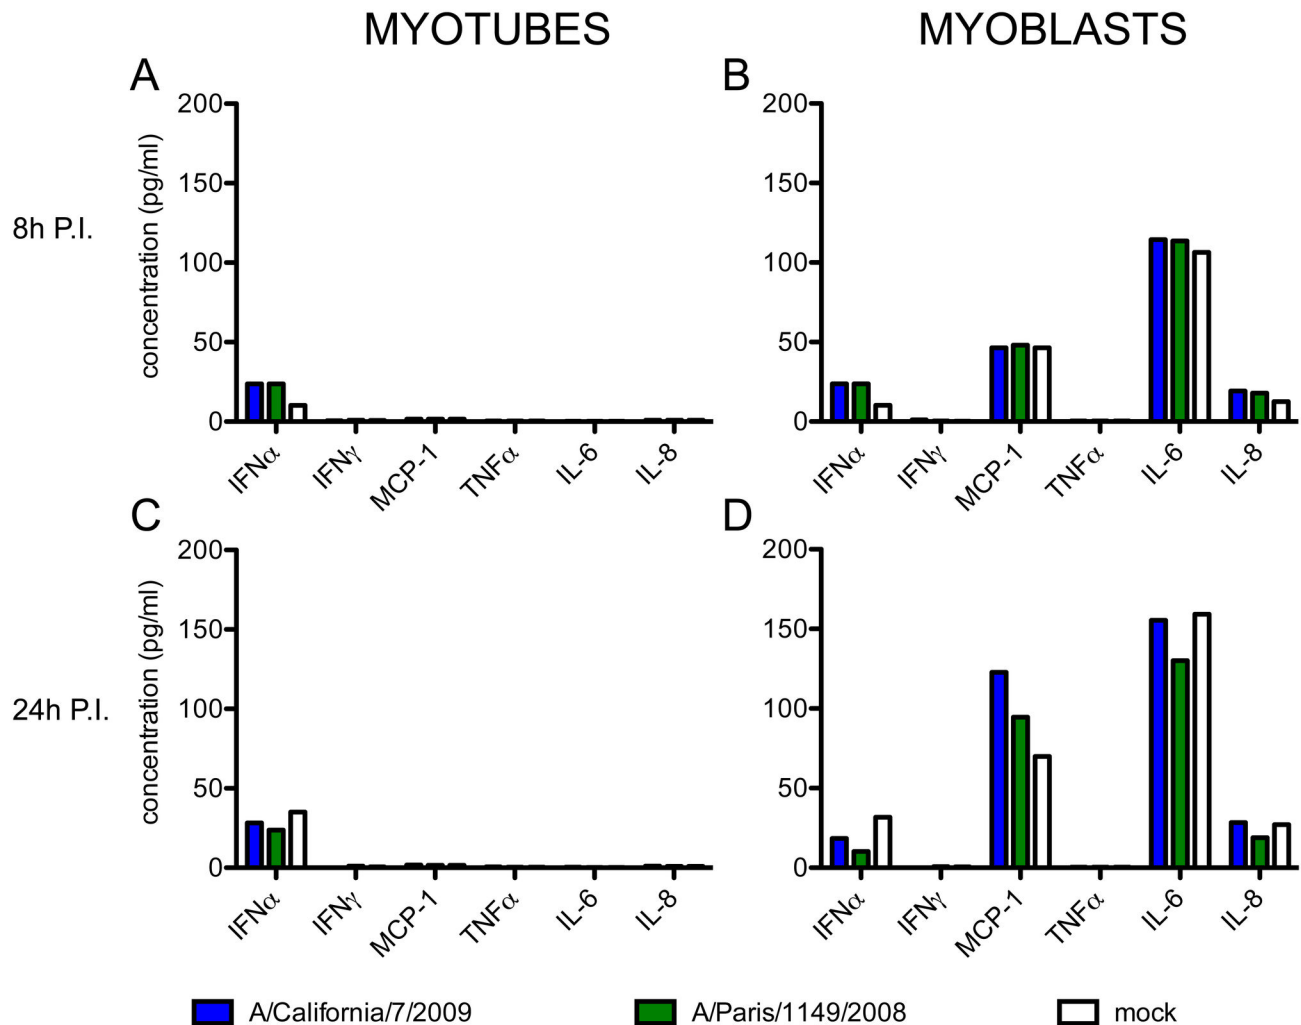 MYOTUBES
MYOBLASTS
A
B
8h P.I.
concentration (pg/ml)
200
150
100
50
0
IFNα
IFNγ
MCP-1
TNFα
IL-6
IL-8
200
150
100
50
0
IFNα
IFNγ
MCP-1
TNFα
IL-6
IL-8
C
D
24h P.I.
concentration (pg/ml)
200
150
100
50
0
IFNα
IFNγ
MCP-1
TNFα
IL-6
IL-8
200
150
100
50
0
IFNα
IFNγ
MCP-1
TNFα
IL-6
IL-8
A/California/7/2009
A/Paris/1149/2008
mock